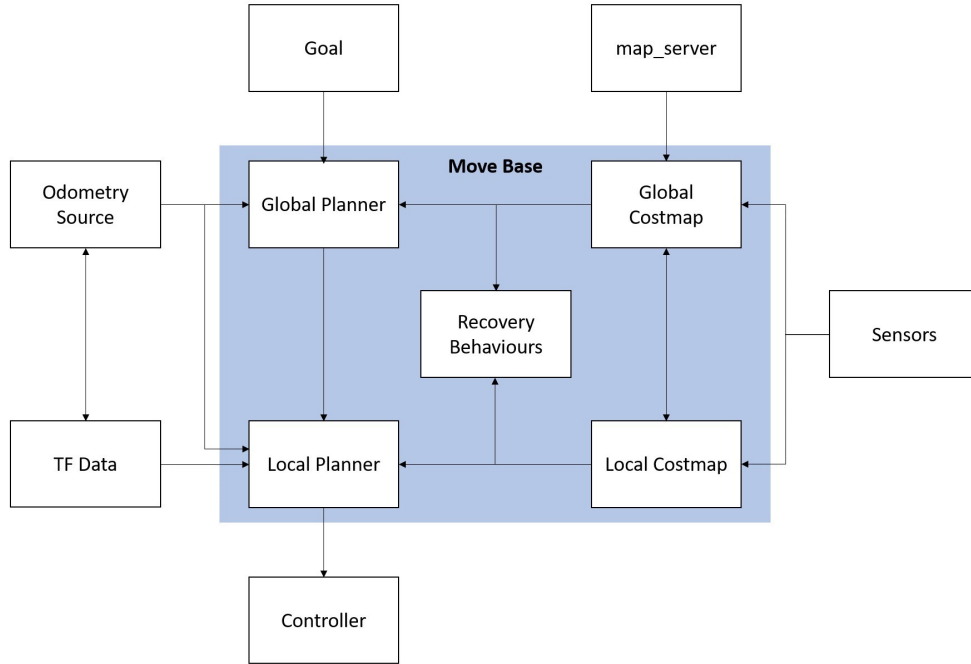 Goal
map_server
Move Base
Odometry
Source
Global Planner
Global
Costmap
Recovery
Behaviours
Sensors
TF Data
Local Planner
Local Costmap
Controller